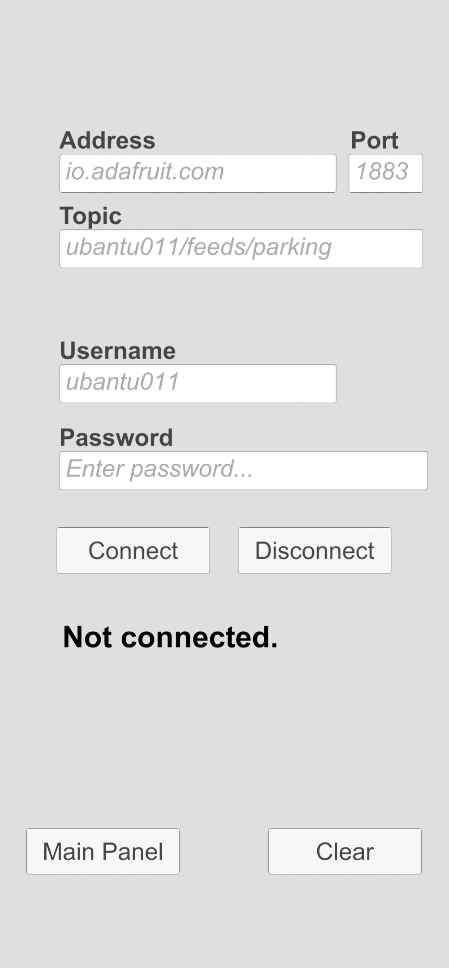 Address Port
io.adafruit.com 1883
Topic
ubantu011/feeds/parking
Username
ubantu011
Password
Enter password...
Connect Disconnect
Not connected.
Main Panel Clear